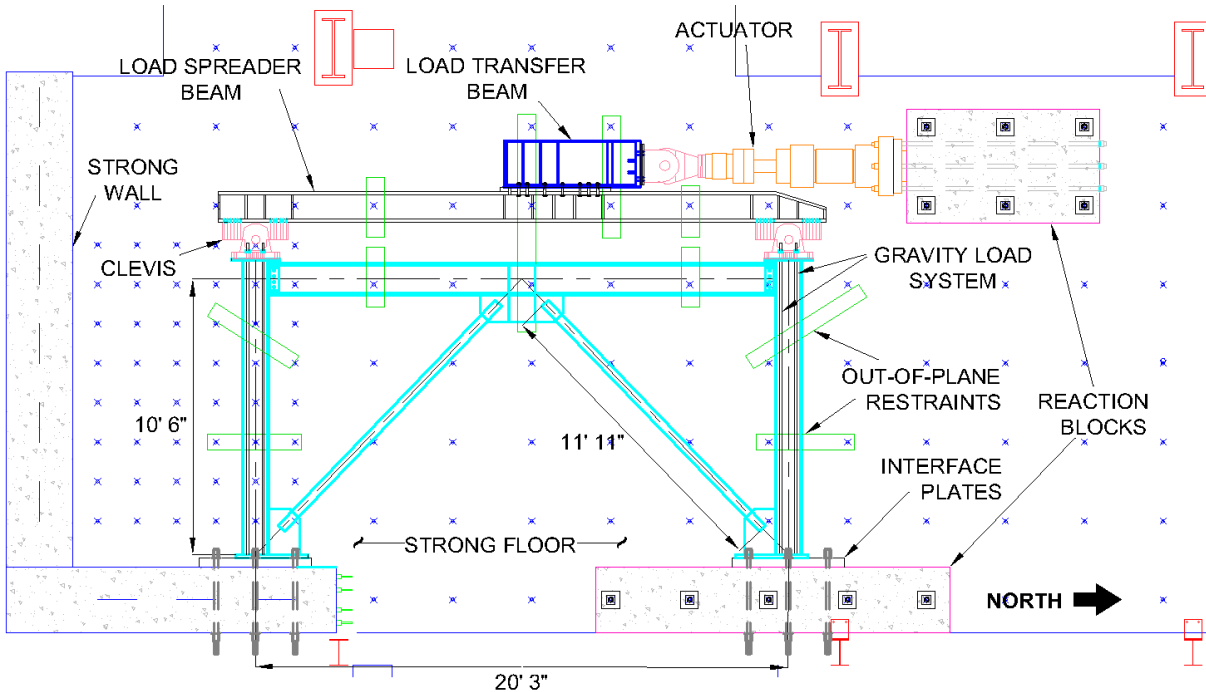 ACTUATOR
LOAD SPREADER
BEAM
LOAD TRANSFER
BEAM
STRONG
WALL
CLEVIS
GRAVITY LOAD
SYSTEM
OUT-OF-PLANE
RESTRAINTS
REACTION
BLOCKS
10' 6"
11' 11"
INTERFACE
PLATES
STRONG FLOOR
NORTH
20' 3"